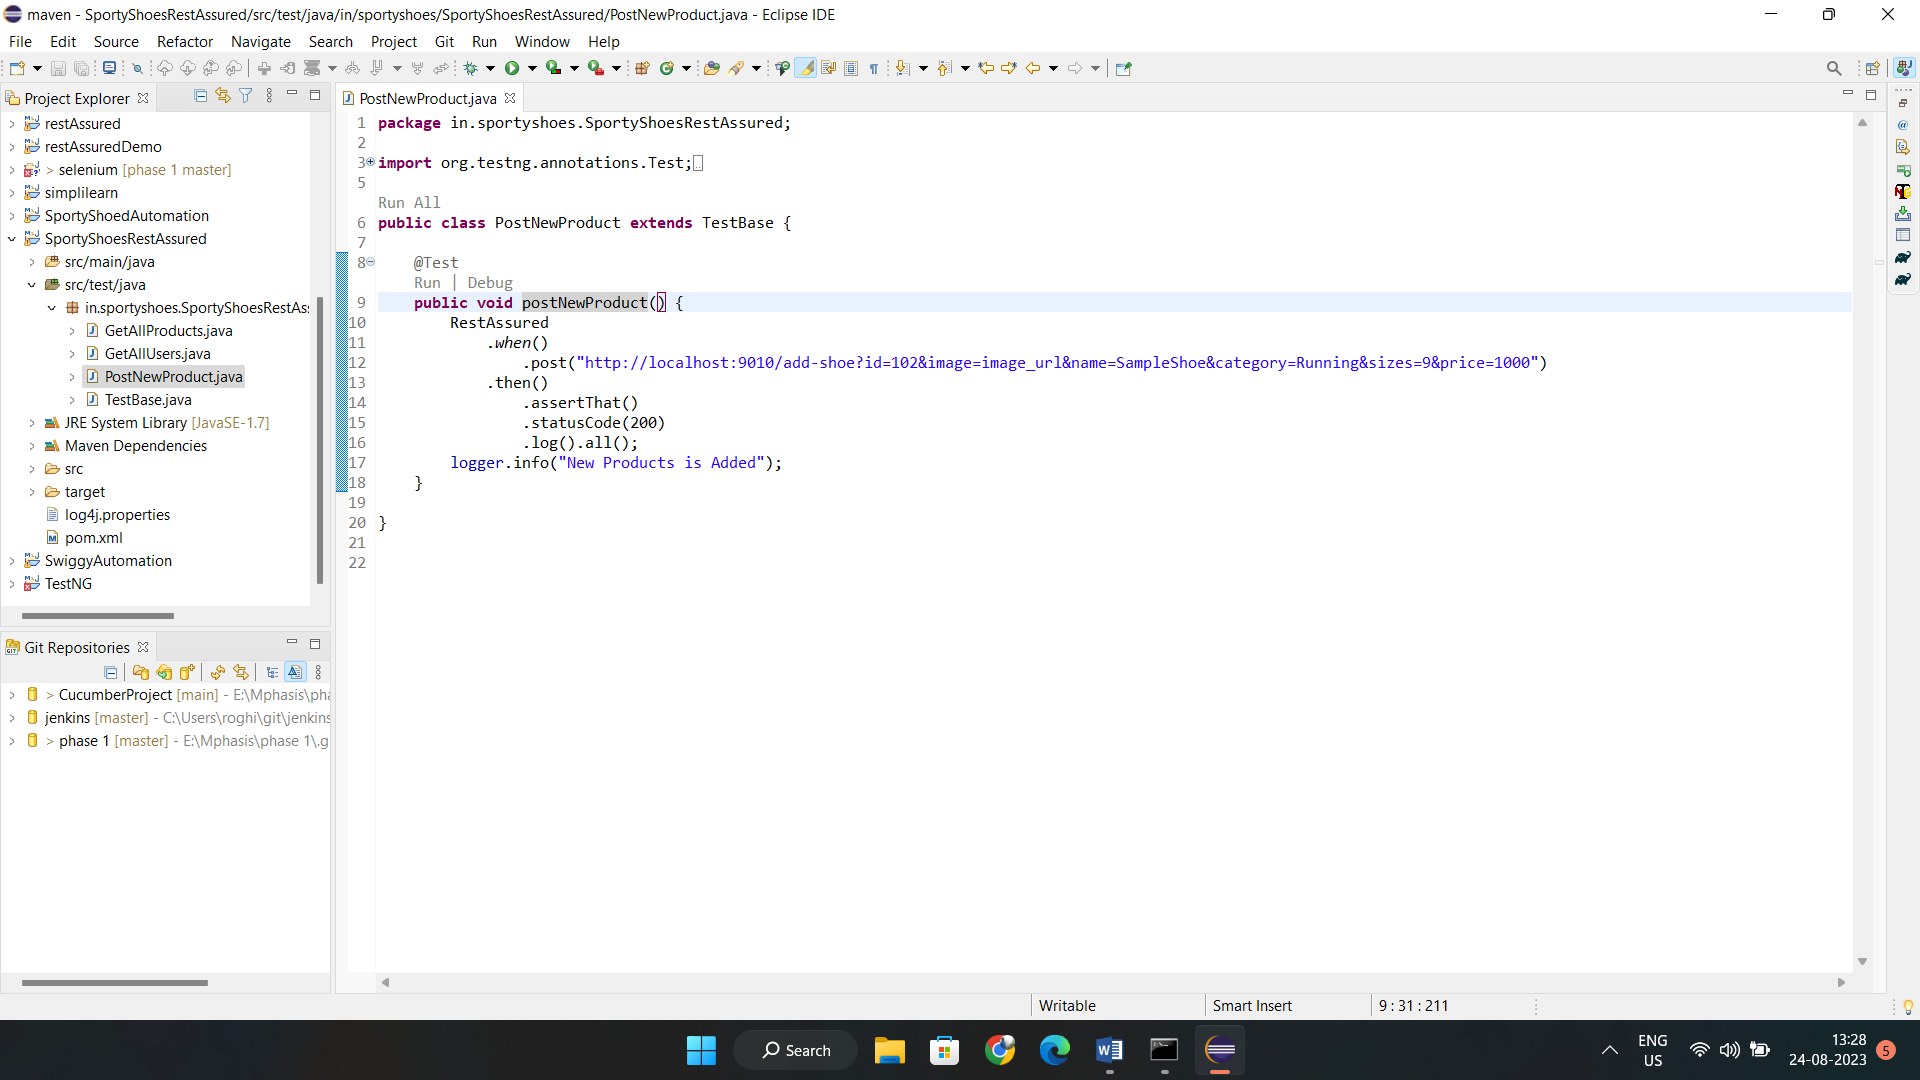 maven - SportyShoesRestAssured/src/test/java/in/sportyshoes/SportyShoesRestAssured/PostNewProduct.java - Eclipse IDE
File Edit Source Refactor Navigate Search Project Git Run Window Help
Project Explorer
restAssured
restAssuredDemo
> selenium [phase 1 master]
simplilearn
SportyShoedAutomation
SportyShoesRestAssured
src/main/java
src/test/java
in.sportyshoes.SportyShoesRestAs
GetAllProducts.java
GetAllUsers.java
PostNewProduct.java
TestBase.java
JRE System Library [JavaSE-1.7]
Maven Dependencies
src
target
log4j.properties
pom.xml
SwiggyAutomation
TestNG
Git Repositories
> CucumberProject [main] - E:\Mphasis\pha
jenkins [master] - C:\Users\roghi\git\jenkins
> phase 1 [master] - E:\Mphasis\phase 1\.g
PostNewProduct.java
1 package in.sportyshoes.SportyShoesRestAssured;
2
3 import org.testng.annotations.Test;
5
Run All
6 public class PostNewProduct extends TestBase {
7
8 @Test
Run | Debug
9 public void postNewProduct() {
10 RestAssured
11 .when()
12 .post("http://localhost:9010/add-shoe?id=102&image=image_url&name=SampleShoe&category=Running&sizes=9&price=1000")
13 .then()
14 .assertThat()
15 .statusCode(200)
16 .log().all();
17 logger.info("New Products is Added");
18 }
19
20 }
21
22
Writable Smart Insert 9 : 31 : 211
Search
ENG
US
13:28
24-08-2023
5